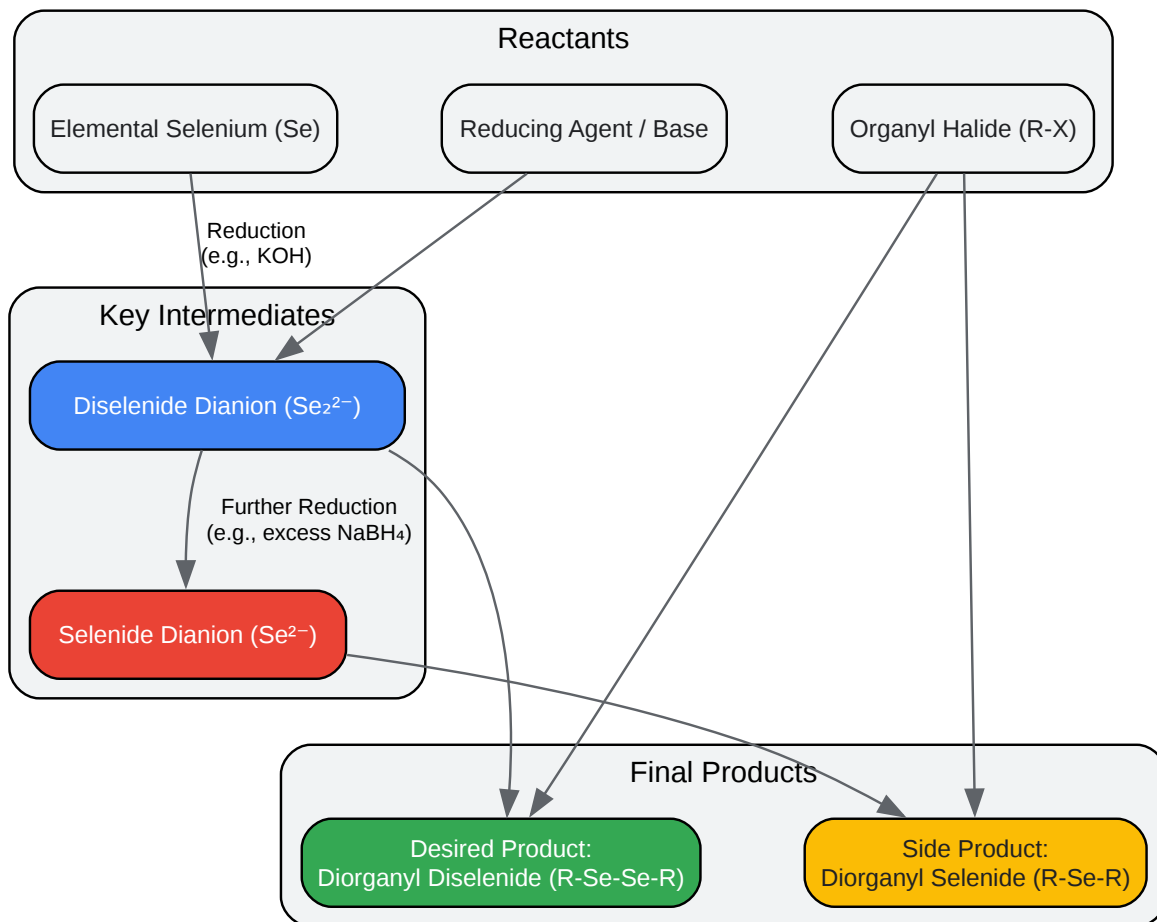 Reactants
Elemental Selenium (Se)
Reducing Agent / Base
Organyl Halide (R-X)
Reduction
(e.g., KOH)
Key Intermediates
Diselenide Dianion (Se₂²⁻)
Further Reduction
(e.g., excess NaBH₄)
Selenide Dianion (Se²⁻)
Final Products
Desired Product:
Diorganyl Diselenide (R-Se-Se-R)
Side Product:
Diorganyl Selenide (R-Se-R)